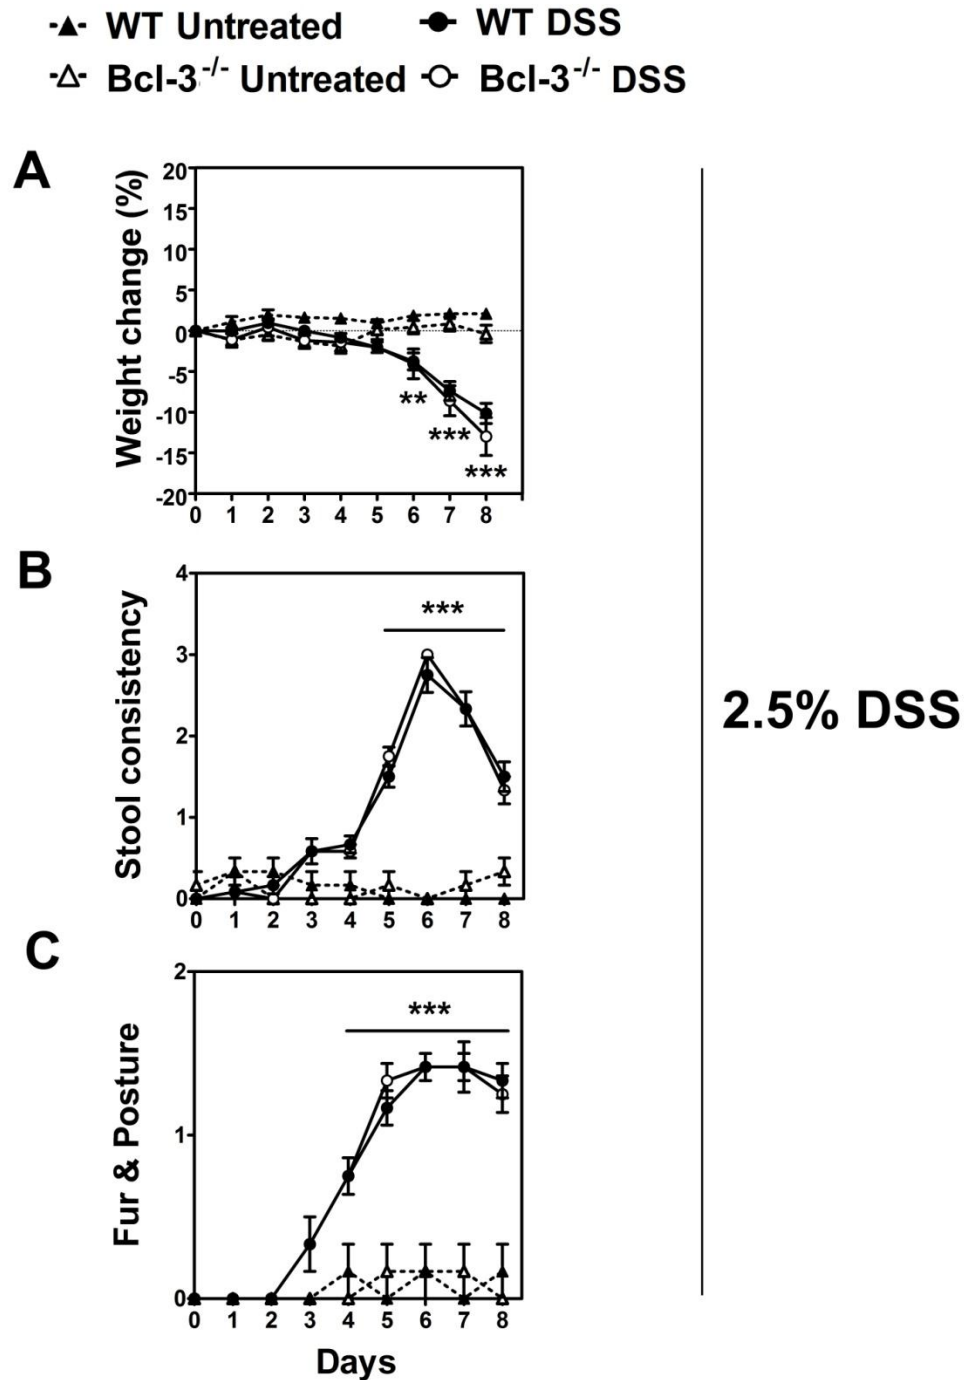 WT Untreated WT DSS
Bcl-3-/- Untreated Bcl-3-/- DSS
A
Weight change (%)
20
15
10
5
0
-5
-10
-15
-20
**
***
***
0 1 2 3 4 5 6 7 8
B
Stool consistency
4
3
2
1
0
***
0 1 2 3 4 5 6 7 8
2.5% DSS
C
Fur & Posture
2
1
0
***
0 1 2 3 4 5 6 7 8
Days